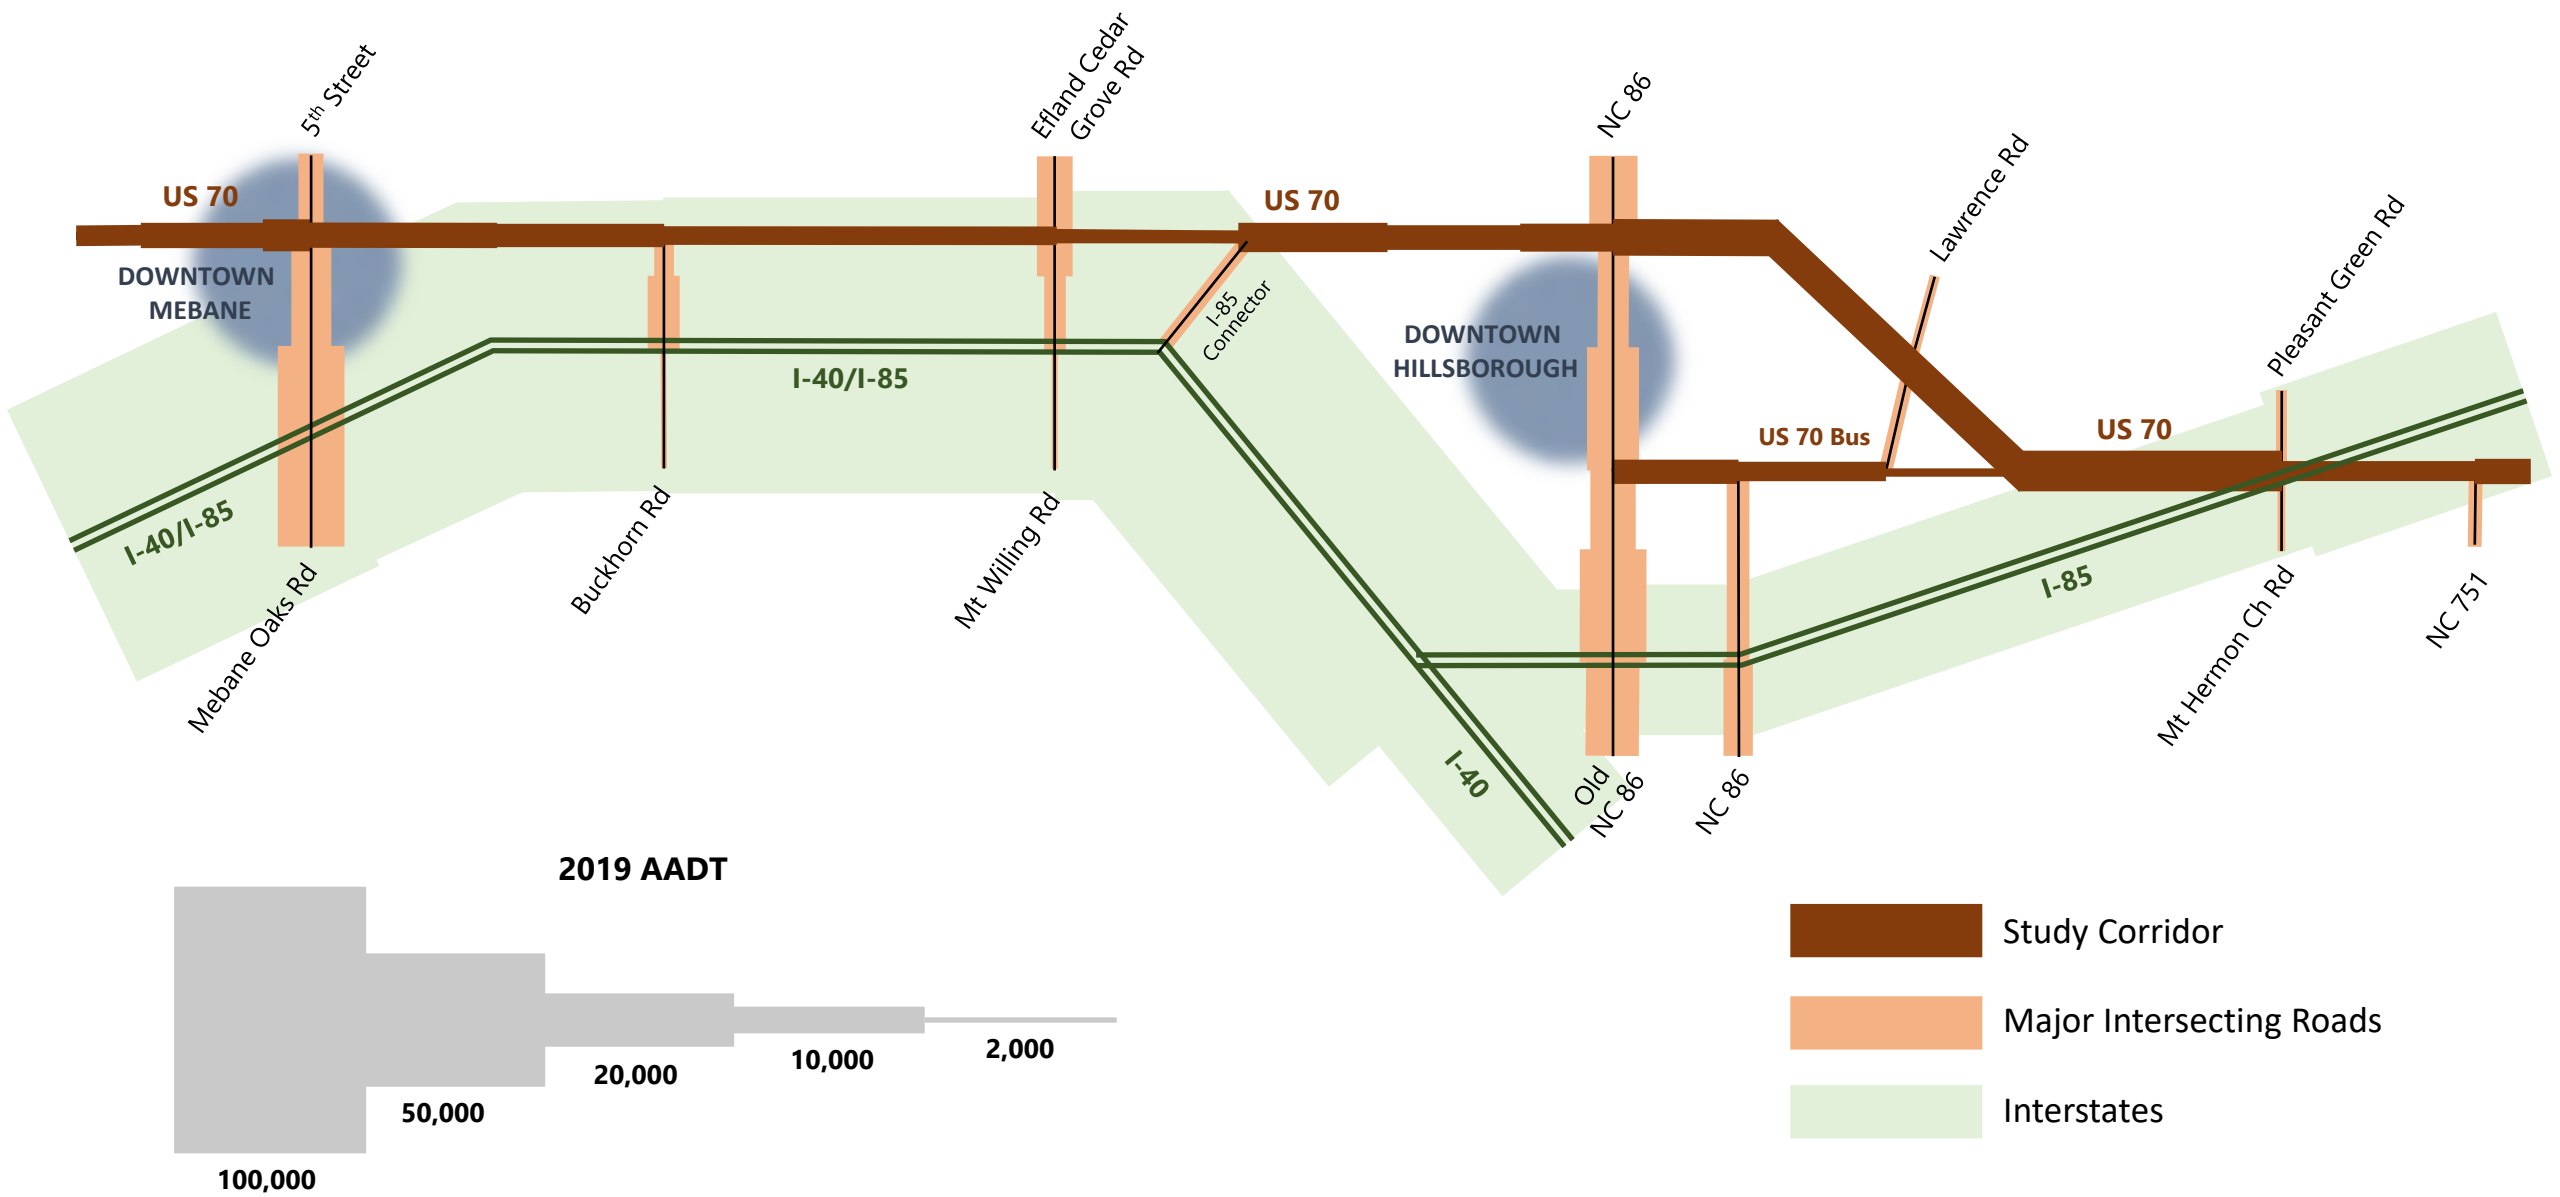 5th Street
Efland Cedar
Grove Rd
NC 86
Lawrence Rd
Pleasant Green Rd
US 70
US 70
DOWNTOWN
MEBANE
I-85
Connector
DOWNTOWN
HILLSBOROUGH
I-40/I-85
US 70 Bus
US 70
I-40/I-85
Mebane Oaks Rd
Buckhorn Rd
Mt Willing Rd
I-40
Old
NC 86
NC 86
I-85
Mt Hermon Ch Rd
NC 751
2019 AADT
100,000
50,000
20,000
10,000
2,000
Study Corridor
Major Intersecting Roads
Interstates